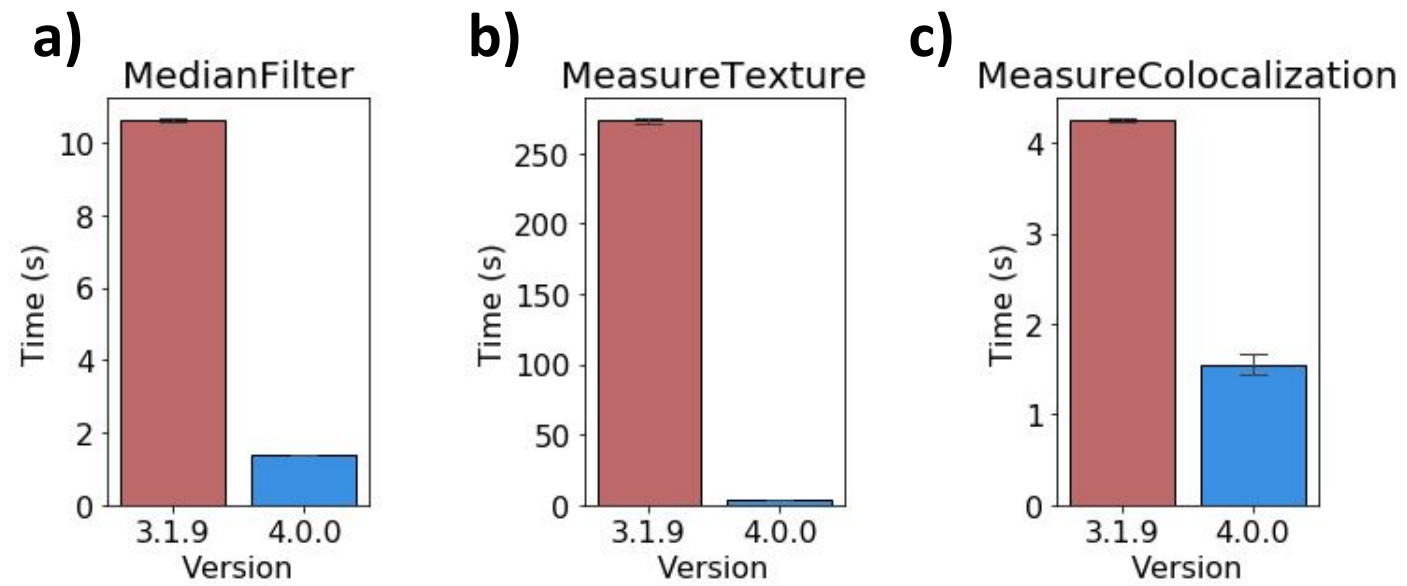 a)
MedianFilter
Time (s)
10
8
6
4
2
0
3.1.9 4.0.0
Version
b)
MeasureTexture
Time (s)
250
200
150
100
50
0
3.1.9 4.0.0
Version
c)
MeasureColocalization
Time (s)
4
3
2
1
0
3.1.9 4.0.0
Version